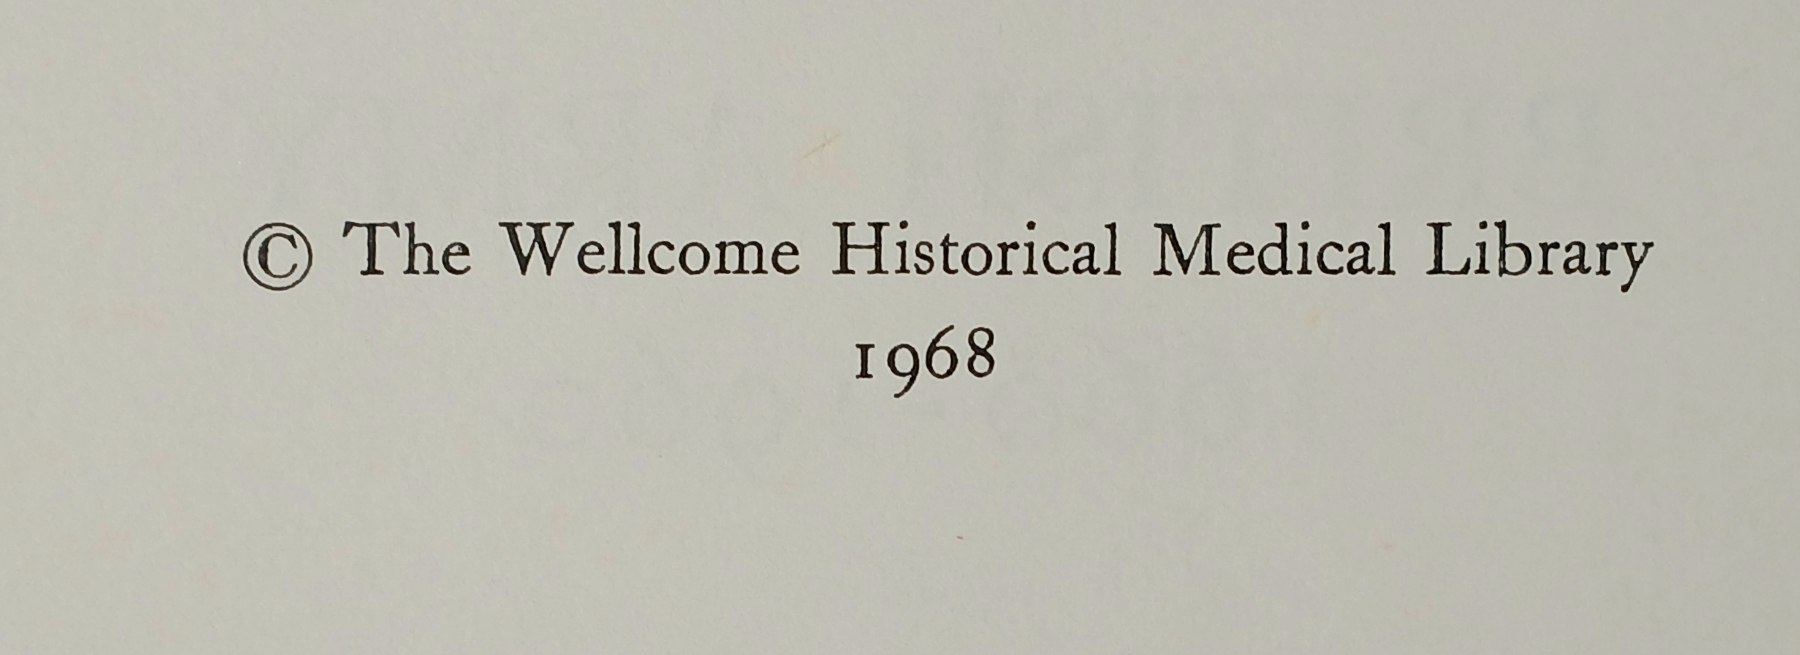 © The Wellcome Historical Medical Library
1968